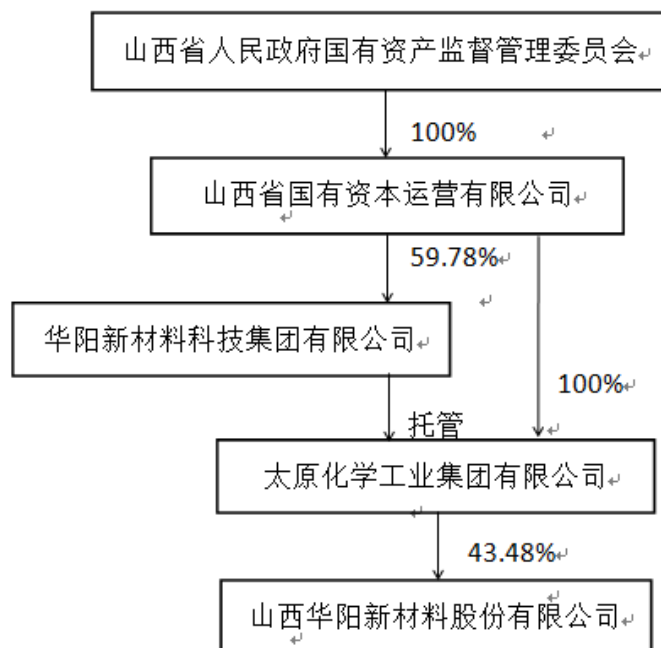 山西省人民政府国有资产监督管理委员会
100%
山西省国有资本运营有限公司
59.78%
华阳新材料科技集团有限公司
100%
托管
太原化学工业集团有限公司
43.48%
山西华阳新材料股份有限公司